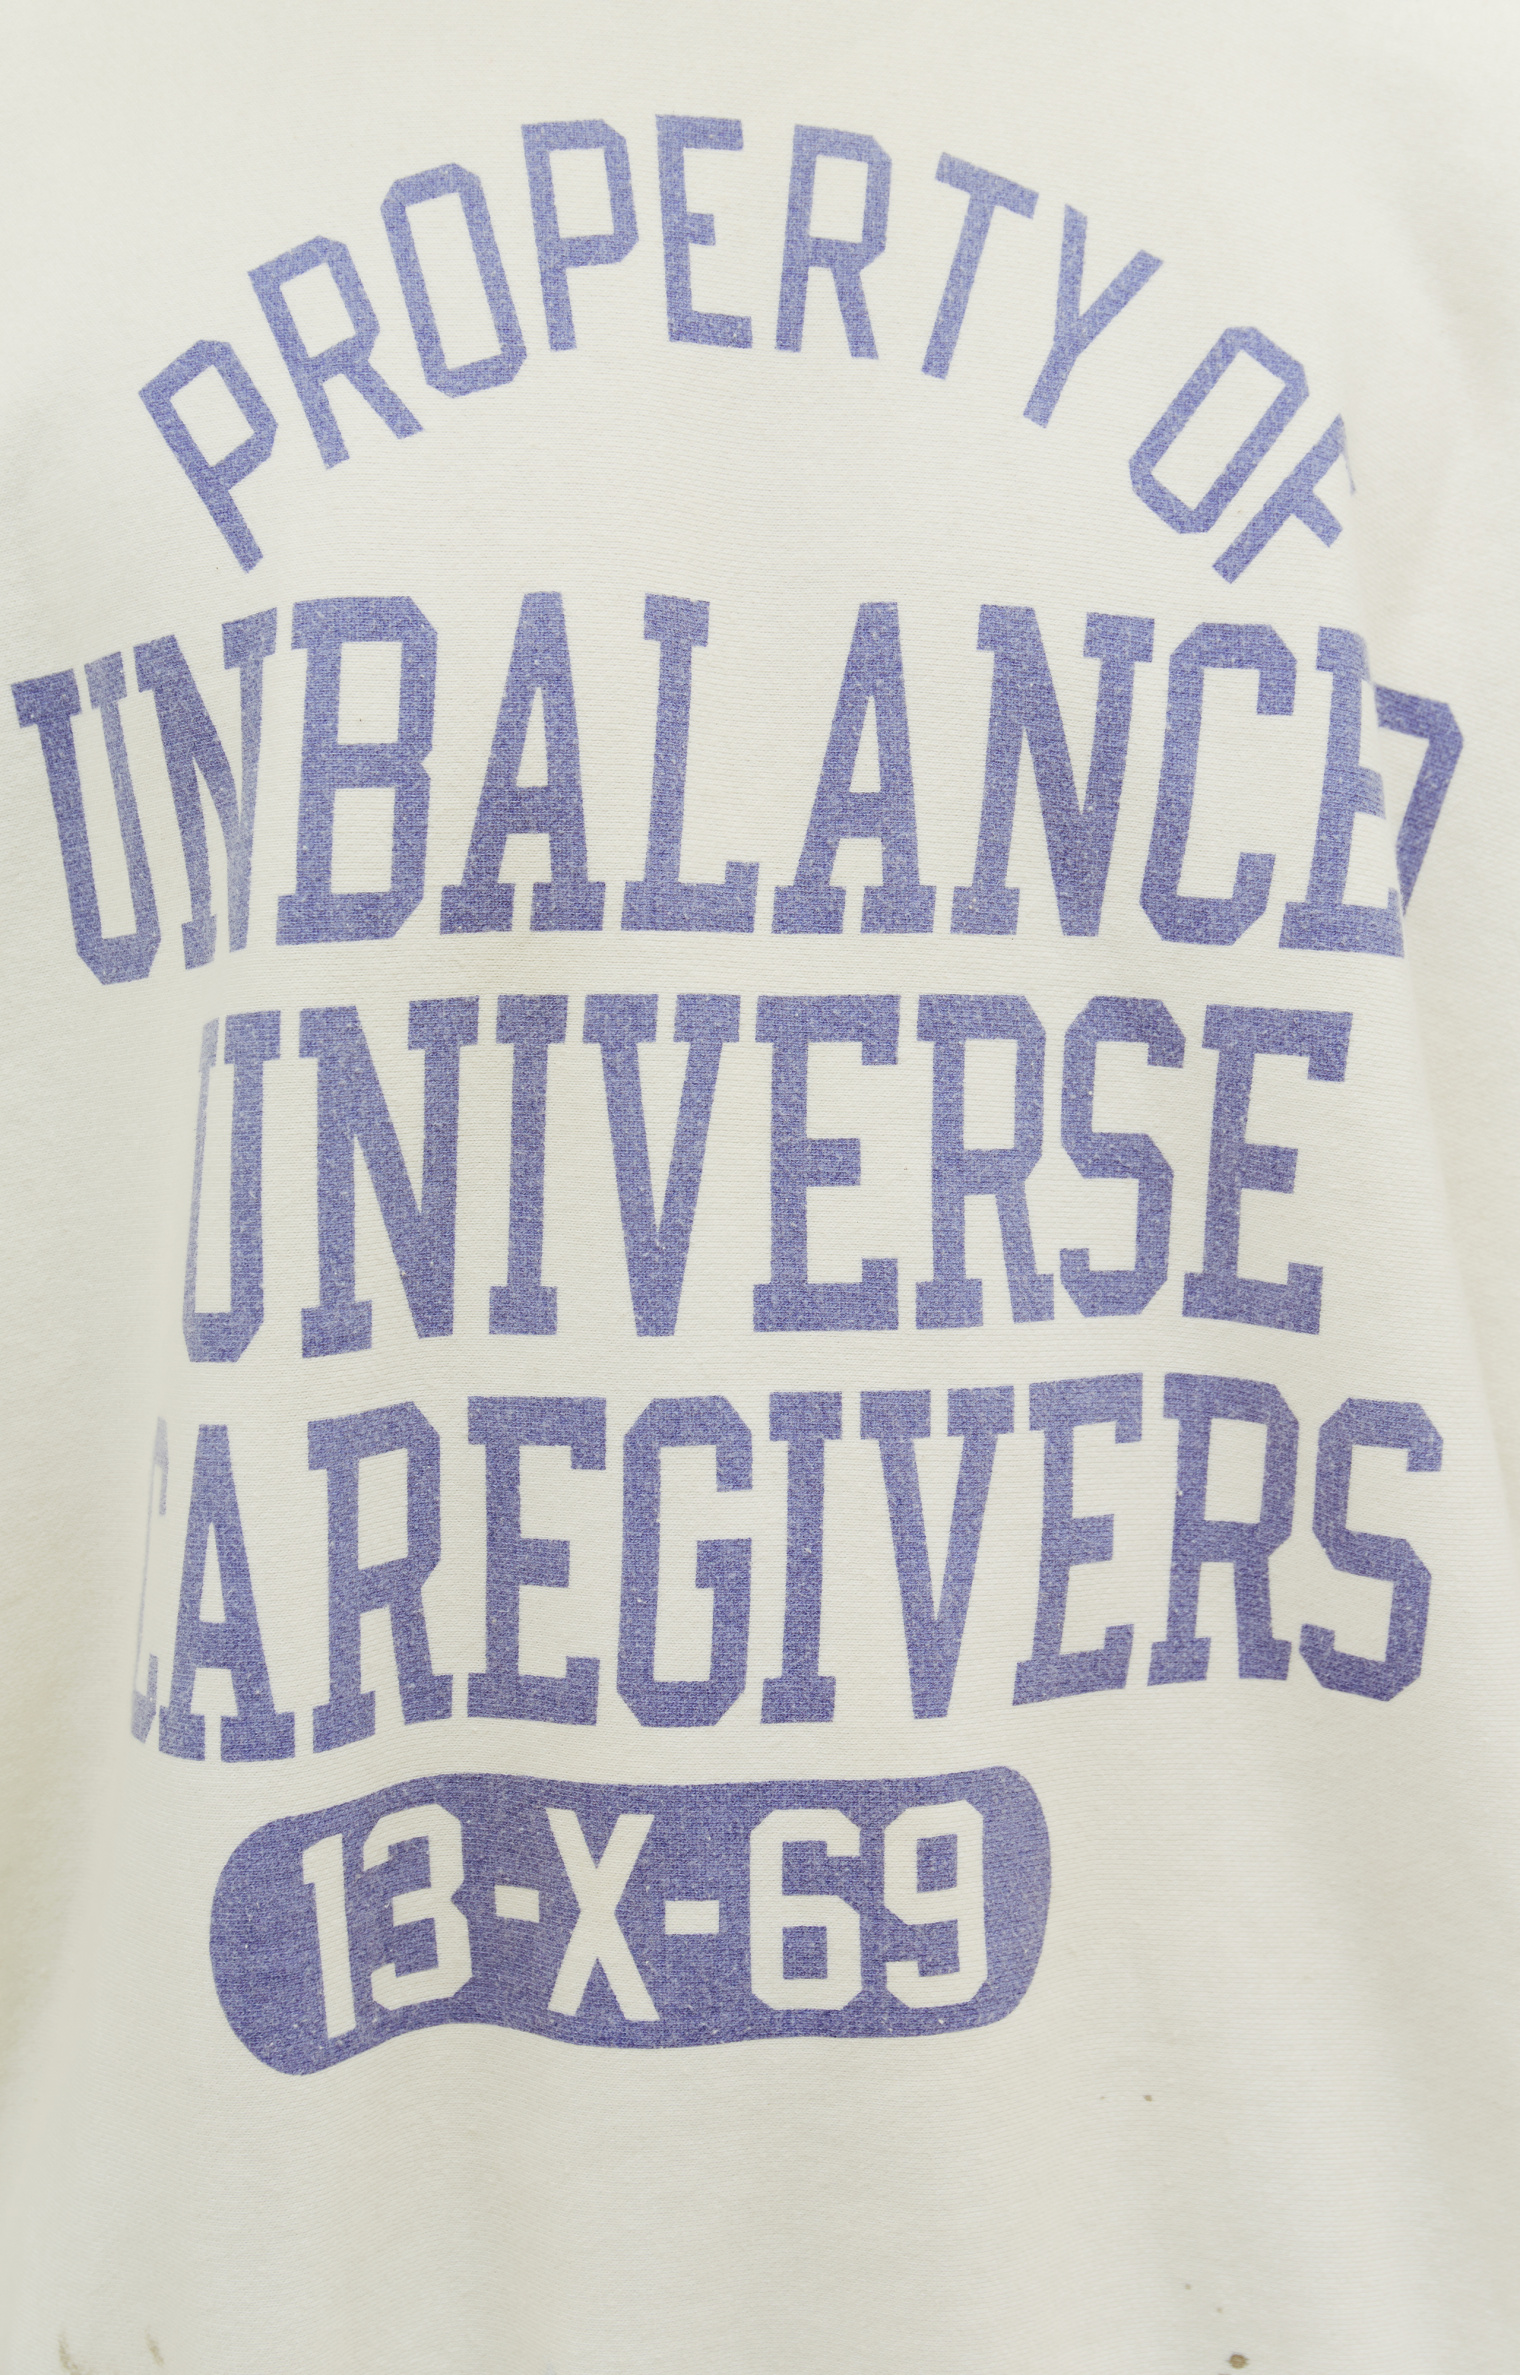 PROPERTY OF
UNBALANCED
UNIVERSE
CAREGIVERS
13-X-69